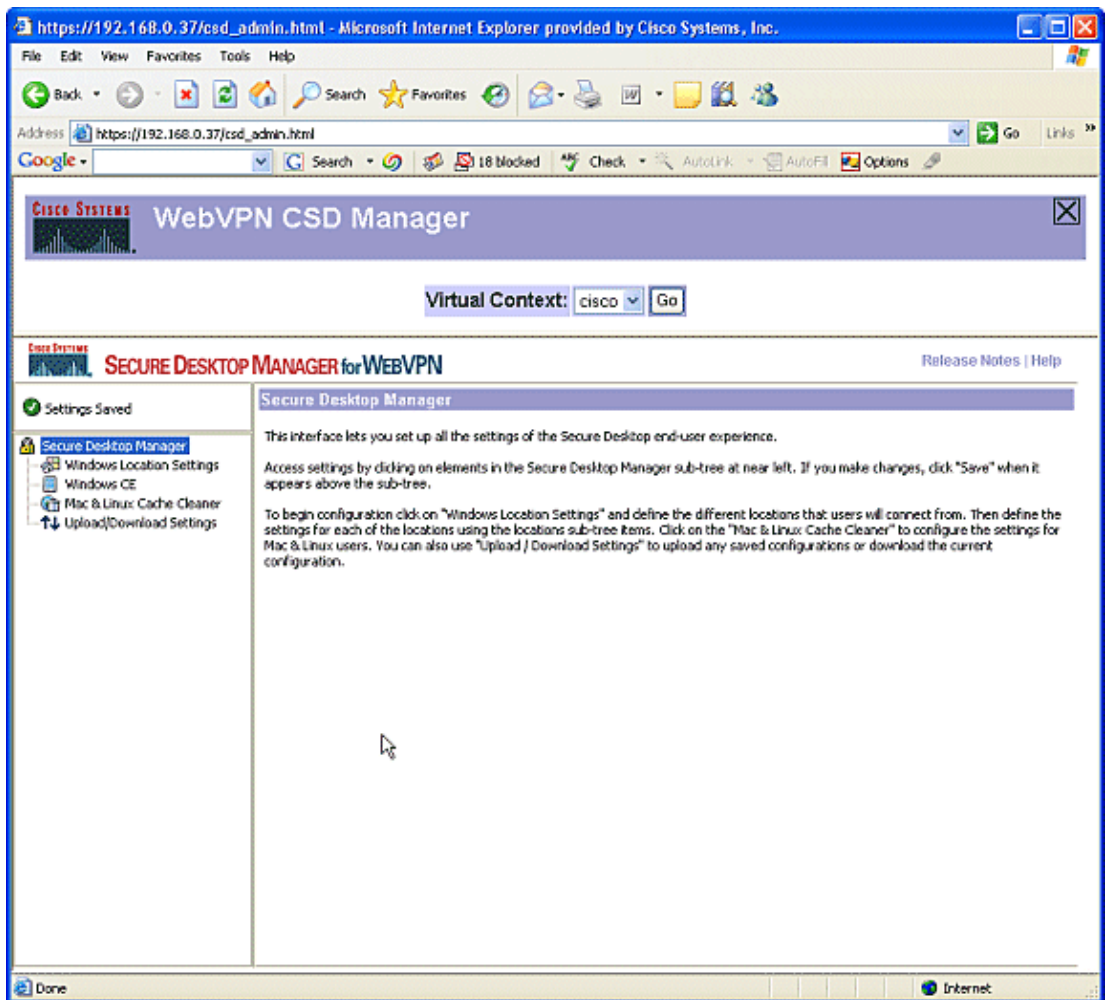 https://192.168.0.37/csd_admin.html - Microsoft Internet Explorer provided by Cisco Systems, Inc.
File Edit View Favorites Tools Help
Back Search Favorites
Address https://192.168.0.37/csd_admin.html Go Links »
Google Search 18 blocked ABC Check AutoLink AutoFill Options
CISCO SYSTEMS
WebVPN CSD Manager
Virtual Context: cisco Go
CISCO SYSTEMS
SECURE DESKTOP MANAGER for WEBVPN
Release Notes | Help
Settings Saved
Secure Desktop Manager
Windows Location Settings
Windows CE
Mac & Linux Cache Cleaner
Upload/Download Settings
Secure Desktop Manager
This interface lets you set up all the settings of the Secure Desktop end-user experience.
Access settings by clicking on elements in the Secure Desktop Manager sub-tree at near left. If you make changes, click "Save" when it
appears above the sub-tree.
To begin configuration click on "Windows Location Settings" and define the different locations that users will connect from. Then define the
settings for each of the locations using the locations sub-tree items. Click on the "Mac & Linux Cache Cleaner" to configure the settings for
Mac & Linux users. You can also use "Upload / Download Settings" to upload any saved configurations or download the current
configuration.
Done Internet